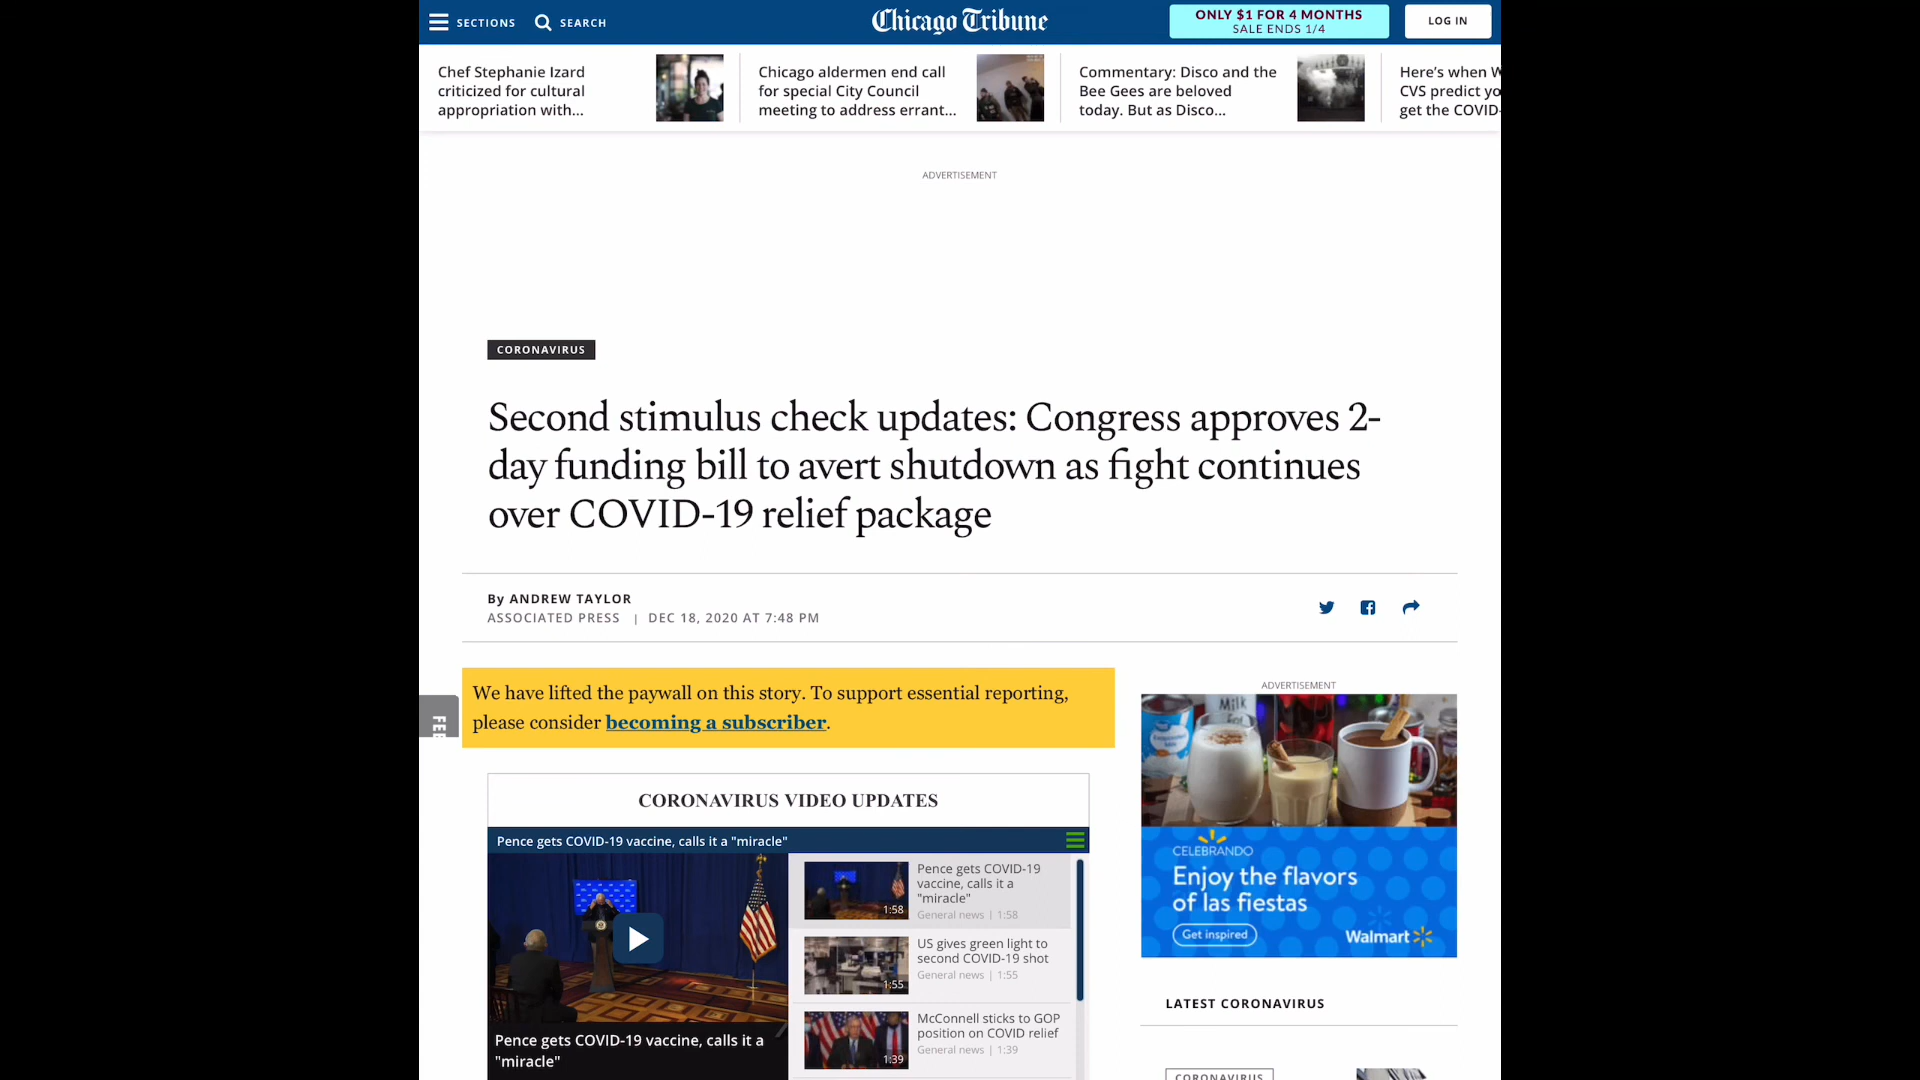 SECTIONS
SEARCH
Chicago Tribune
ONLY $1 FOR 4 MONTHS
SALE ENDS 1/4
LOG IN
Chef Stephanie Izard
criticized for cultural
appropriation with...
Chicago aldermen end call
for special City Council
meeting to address errant...
Commentary: Disco and the
Bee Gees are beloved
today. But as Disco...
Here’s when W
CVS predict yo
get the COVID-
ADVERTISEMENT
CORONAVIRUS
Second stimulus check updates: Congress approves 2-
day funding bill to avert shutdown as fight continues
over COVID-19 relief package
By ANDREW TAYLOR
ASSOCIATED PRESS | DEC 18, 2020 AT 7:48 PM
We have lifted the paywall on this story. To support essential reporting,
please consider becoming a subscriber.
CORONAVIRUS VIDEO UPDATES
Pence gets COVID-19 vaccine, calls it a "miracle"
Pence gets COVID-19 vaccine, calls it a
"miracle"
Pence gets COVID-19
vaccine, calls it a
"miracle"
General news | 1:58
1:58
US gives green light to
second COVID-19 shot
General news | 1:55
1:55
McConnell sticks to GOP
position on COVID relief
General news | 1:39
1:39
ADVERTISEMENT
Milk
CELEBRANDO
Enjoy the flavors
of las fiestas
Get inspired
Walmart
LATEST CORONAVIRUS
CORONAVIRUS